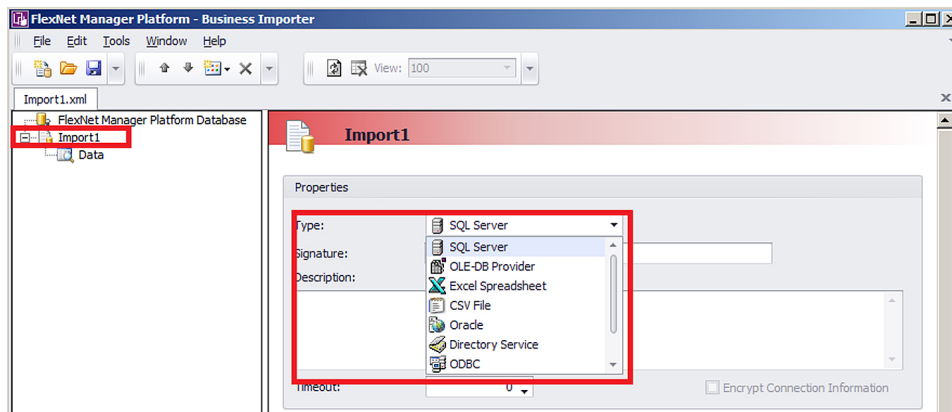 FlexNet Manager Platform - Business Importer
File Edit Tools Window Help
View: 100
Import1.xml
FlexNet Manager Platform Database
Import1
Data
Import1
Properties
Type: SQL Server
SQL Server
Signature:
OLE-DB Provider
Description:
Excel Spreadsheet
CSV File
Oracle
Directory Service
ODBC
Timeout: 0 Encrypt Connection Information